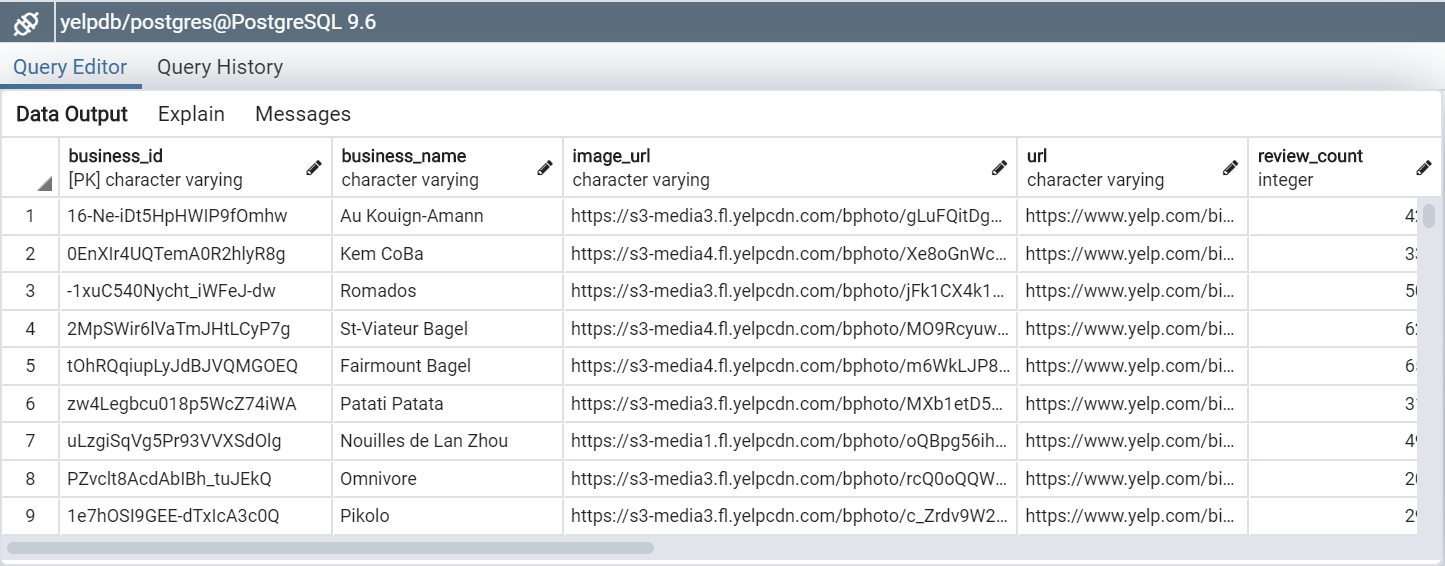 yelpdb/postgres@PostgreSQL 9.6
Query Editor Query History
Data Output Explain Messages
business_id business_name image_url url review_count
[PK] character varying character varying character varying character varying integer
1 16-Ne-iDt5HpHWIP9fOmhw Au Kouign-Amann https://s3-media3.fl.yelpcdn.com/bphoto/gLuFQitDg... https://www.yelp.com/bi...
2 0EnXIr4UQTemA0R2hlyR8g Kem CoBa https://s3-media4.fl.yelpcdn.com/bphoto/Xe8oGnWc... https://www.yelp.com/bi...
3 -1xuC540Nycht_iWFeJ-dw Romados https://s3-media3.fl.yelpcdn.com/bphoto/jFk1CX4k1... https://www.yelp.com/bi...
4 2MpSWir6lVaTmJHtLCyP7g St-Viateur Bagel https://s3-media4.fl.yelpcdn.com/bphoto/MO9Rcyuw... https://www.yelp.com/bi...
5 tOhRQqiupLyJdBJVQMGOEQ Fairmount Bagel https://s3-media4.fl.yelpcdn.com/bphoto/m6WkLJP8... https://www.yelp.com/bi...
6 zw4Legbcu018p5WcZ74iWA Patati Patata https://s3-media3.fl.yelpcdn.com/bphoto/MXb1etD5... https://www.yelp.com/bi...
7 uLzgiSqVg5Pr93VVXSdOlg Nouilles de Lan Zhou https://s3-media1.fl.yelpcdn.com/bphoto/oQBpg56ih... https://www.yelp.com/bi...
8 PZvclt8AcdAbIBh_tuJEkQ Omnivore https://s3-media3.fl.yelpcdn.com/bphoto/rcQ0oQQW... https://www.yelp.com/bi...
9 1e7hOSI9GEE-dTxIcA3c0Q Pikolo https://s3-media3.fl.yelpcdn.com/bphoto/c_Zrdv9W2... https://www.yelp.com/bi...